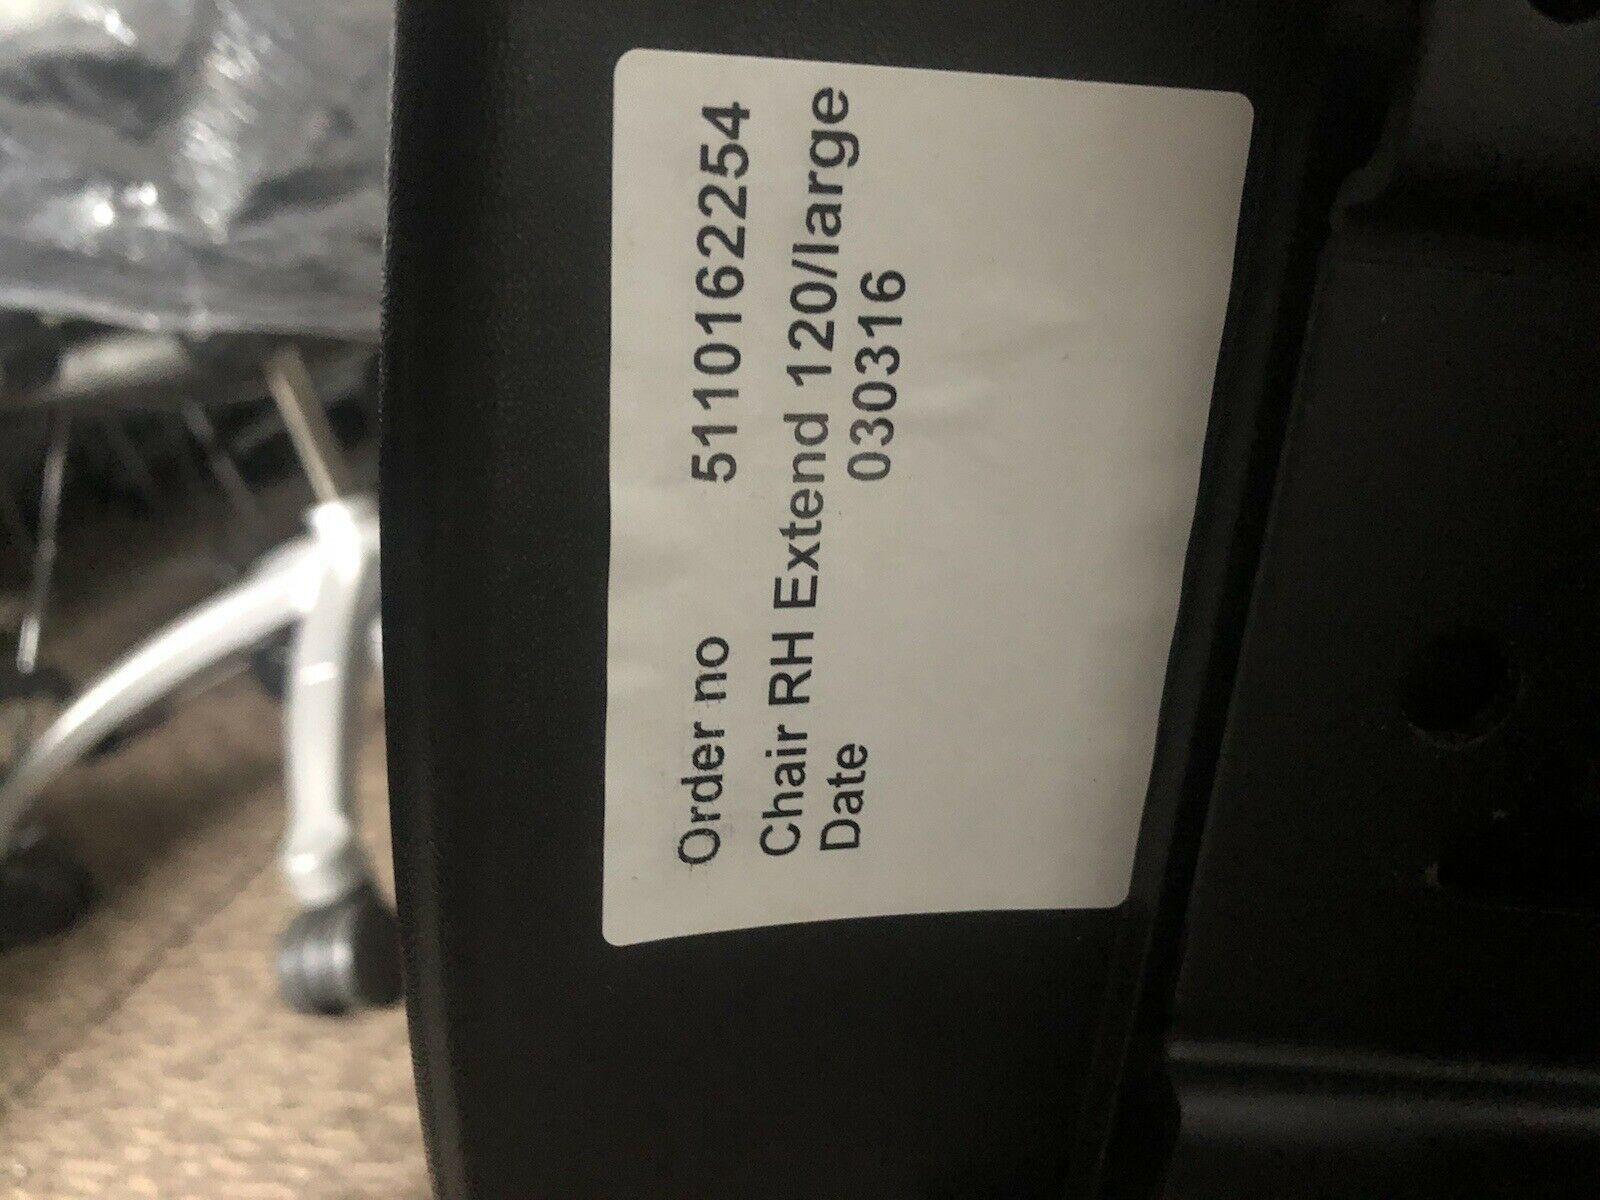 Order no 5110162254
Chair RH Extend 120/large
Date 030316